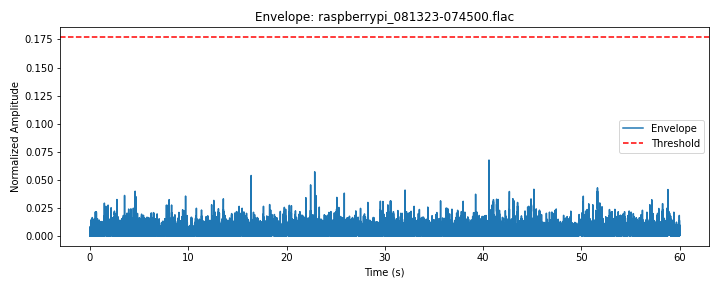 Envelope: raspberrypi_081323-074500.flac
Normalized Amplitude
0.175
0.150
0.125
0.100
0.075
0.050
0.025
0.000
Envelope
Threshold
0 10 20 30 40 50 60
Time (s)